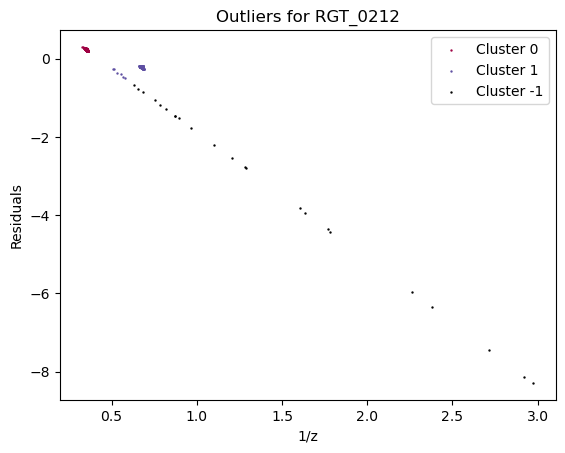 Outliers for RGT_0212
Cluster 0
Cluster 1
Cluster -1
Residuals
0
−2
−4
−6
−8
0.5 1.0 1.5 2.0 2.5 3.0
1/z